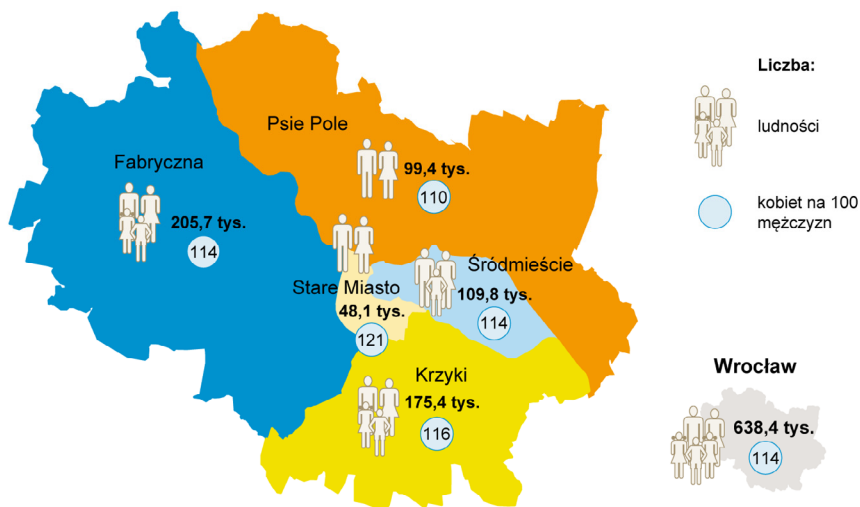 Liczba:
ludności
kobiet na 100
mężczyzn
Psie Pole
99,4 tys.
110
Fabryczna
205,7 tys.
114
Stare Miasto
48,1 tys.
121
Śródmieście
109,8 tys.
114
Krzyki
175,4 tys.
116
Wrocław
638,4 tys.
114